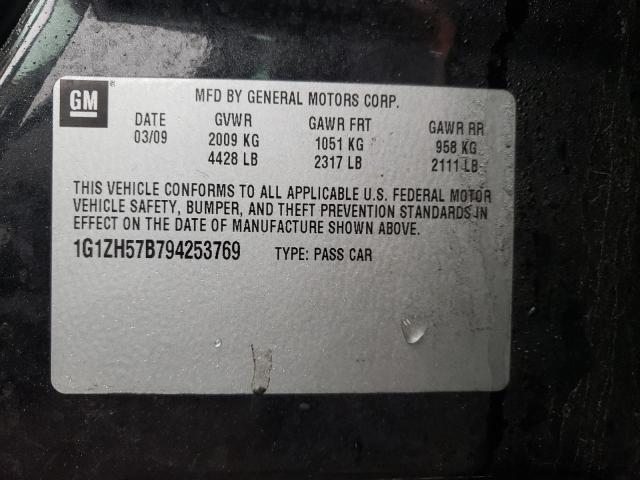 GM
MFD BY GENERAL MOTORS CORP.
DATE GVWR GAWR FRT GAWR RR
03/09 2009 KG 1051 KG 958 KG
4428 LB 2317 LB 2111 LB
THIS VEHICLE CONFORMS TO ALL APPLICABLE U.S. FEDERAL MOTOR
VEHICLE SAFETY, BUMPER, AND THEFT PREVENTION STANDARDS IN
EFFECT ON THE DATE OF MANUFACTURE SHOWN ABOVE.
1G1ZH57B794253769 TYPE: PASS CAR